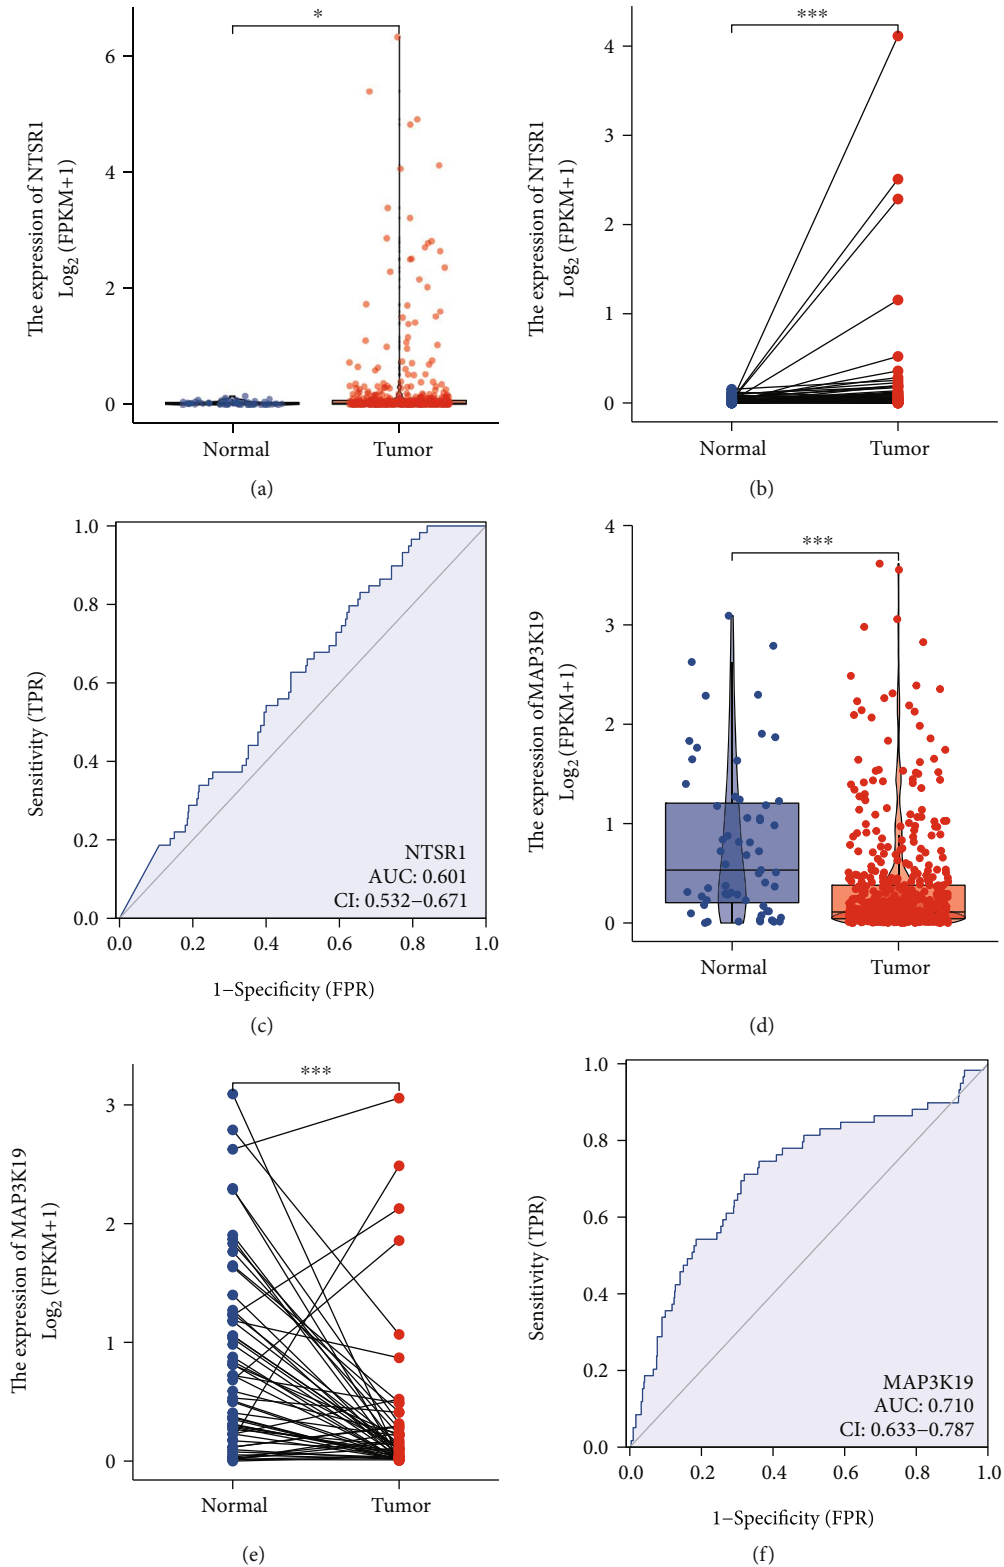 The expression of NTSR1
Log2 (FPKM+1)
6
4
2
0
*
Normal
Tumor
(a)
The expression of NTSR1
Log2 (FPKM+1)
4
3
2
1
0
***
Normal
Tumor
(b)
Sensitivity (TPR)
1.0
0.8
0.6
0.4
0.2
0.0
NTSR1
AUC: 0.601
CI: 0.532−0.671
0.0 0.2 0.4 0.6 0.8 1.0
1−Specificity (FPR)
(c)
The expression of MAP3K19
Log2 (FPKM+1)
4
3
2
1
0
***
Normal
Tumor
(d)
The expression of MAP3K19
Log2 (FPKM+1)
3
2
1
0
***
Normal
Tumor
(e)
Sensitivity (TPR)
1.0
0.8
0.6
0.4
0.2
0.0
MAP3K19
AUC: 0.710
CI: 0.633−0.787
0.0 0.2 0.4 0.6 0.8 1.0
1−Specificity (FPR)
(f)